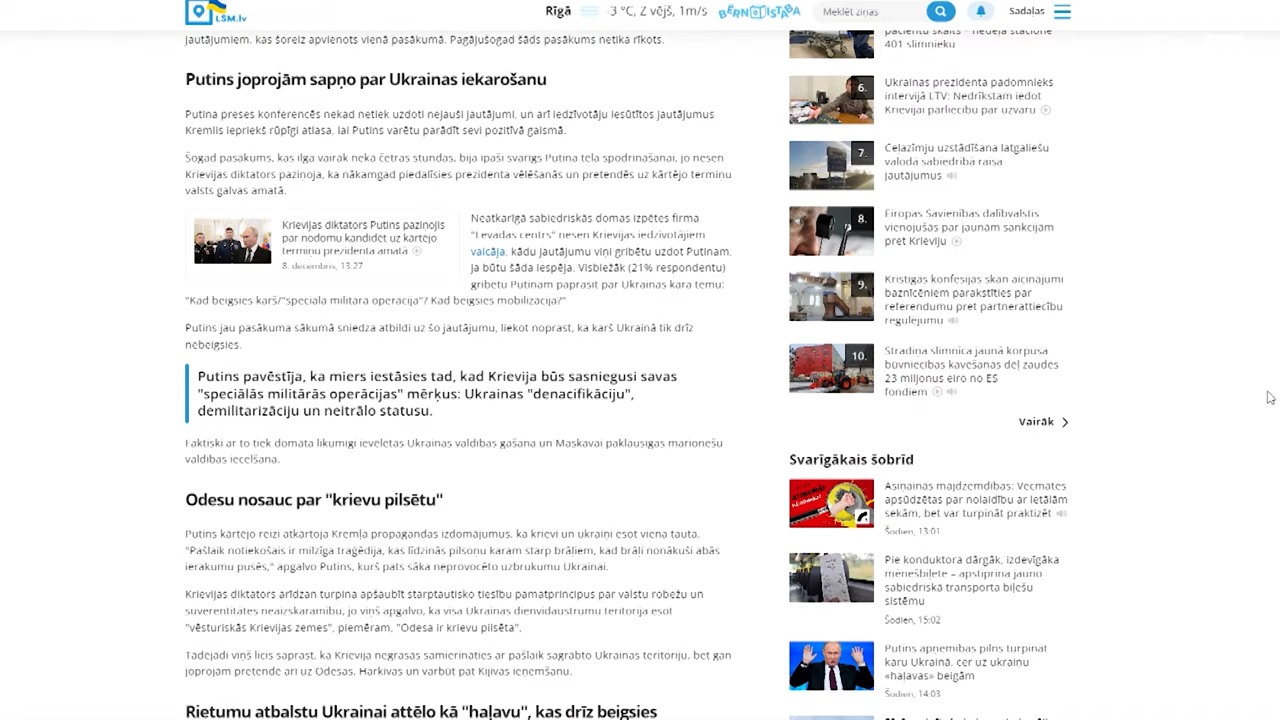 LSM.lv
Rīgā
-3 °C, Z vējš, 1m/s
BERNISTABA
Meklēt ziņas
Sadaļas
jautājumiem, kas šoreiz apvienots vienā pasākumā. Pagājušogad šāds pasākums netika rīkots.
Putins joprojām sapņo par Ukrainas iekarošanu
Putina preses konferencēs nekad netiek uzdoti nejauši jautājumi, un arī iedzīvotāju iesūtītos jautājumus
Kremlis iepriekš rūpīgi atlasa, lai Putins varētu parādīt sevi pozitīvā gaismā.
Šogad pasākums, kas ilga vairāk nekā četras stundas, bija īpaši svarīgs Putina tēla spodrināšanai, jo nesen
Krievijas diktators paziņoja, ka nākamgad piedalīsies prezidenta vēlēšanās un pretendēs uz kārtējo termiņu
valsts galvas amatā.
Krievijas diktators Putins paziņojis
par nodomu kandidēt uz kārtējo
termiņu prezidenta amatā
8. decembris, 13:27
Neatkarīgā sabiedriskās domas izpētes firma
"Levadas centrs" nesen Krievijas iedzīvotājiem
vaicāja, kādu jautājumu viņi gribētu uzdot Putinam,
ja būtu šāda iespēja. Visbiežāk (21% respondentu)
gribētu Putinam paprasīt par Ukrainas kara tēmu:
"Kad beigsies karš/"speciālā militārā operācija"? Kad beigsies mobilizācija?"
Putins jau pasākuma sākumā sniedza atbildi uz šo jautājumu, liekot noprast, ka karš Ukrainā tik drīz
nebeigsies.
Putins pavēstīja, ka miers iestāsies tad, kad Krievija būs sasniegusi savas
"speciālās militārās operācijas" mērķus: Ukrainas "denacifikāciju",
demilitarizāciju un neitrālo statusu.
Faktiski ar to tiek domāta likumīgi ievēlētās Ukrainas valdības gāšana un Maskavai paklausīgas marionešu
valdības iecelšana.
Odesu nosauc par "krievu pilsētu"
Putins kārtējo reizi atkārtoja Kremļa propagandas izdomājumus, ka krievi un ukraiņi esot viena tauta.
"Pašlaik notiekošais ir milzīga traģēdija, kas līdzinās pilsoņu karam starp brāļiem, kad brāļi nonākuši abās
ierakumu pusēs," apgalvo Putins, kurš pats sāka neprovocēto uzbrukumu Ukrainai.
Krievijas diktators arīdzan turpina apšaubīt starptautisko tiesību pamatprincipus par valstu robežu un
suverenitātes neaizskaramību, jo viņš apgalvo, ka visa Ukrainas dienvidaustrumu teritorija esot
"vēsturiskās Krievijas zemes", piemēram, "Odesa ir krievu pilsēta".
Tādējādi viņš licis saprast, ka Krievija negrasās samierināties ar pašlaik sagrābto Ukrainas teritoriju, bet gan
joprojām pretendē arī uz Odesas, Harkivas un varbūt pat Kijivas ieņemšanu.
Rietumu atbalstu Ukrainai attēlo kā "haļavu", kas drīz beigsies
pacientu skaits – nedēļā stacionē
401 slimnieku
6.
Ukrainas prezidenta padomnieks
intervijā LTV: Nedrīkstam iedot
Krievijai pārliecību par uzvaru
7.
Ceļazīmju uzstādīšana latgaliešu
valodā sabiedrībā raisa
jautājumus
8.
Eiropas Savienības dalībvalstis
vienojušās par jaunām sankcijām
pret Krieviju
9.
Kristīgās konfesijas skan aicinājumi
baznīcēniem parakstīties par
referendumu pret partnerattiecību
regulējumu
10.
Stradiņa slimnīca jaunā korpusa
būvniecības kavēšanās dēļ zaudēs
23 miljonus eiro no ES
fondiem
Vairāk
Svarīgākais šobrīd
Asiņainās mājdzemdības: Vecmātes
apsūdzētas par nolaidību ar letālām
sekām, bet var turpināt praktizēt
Šodien, 13:01
Pie konduktora dārgāk, izdevīgāka
mēnešbiļete – apstiprina jauno
sabiedriskā transporta biļešu
sistēmu
Šodien, 15:02
Putins apņēmības pilns turpināt
karu Ukrainā, cer uz ukraiņu
«haļavas» beigām
Šodien, 14:03